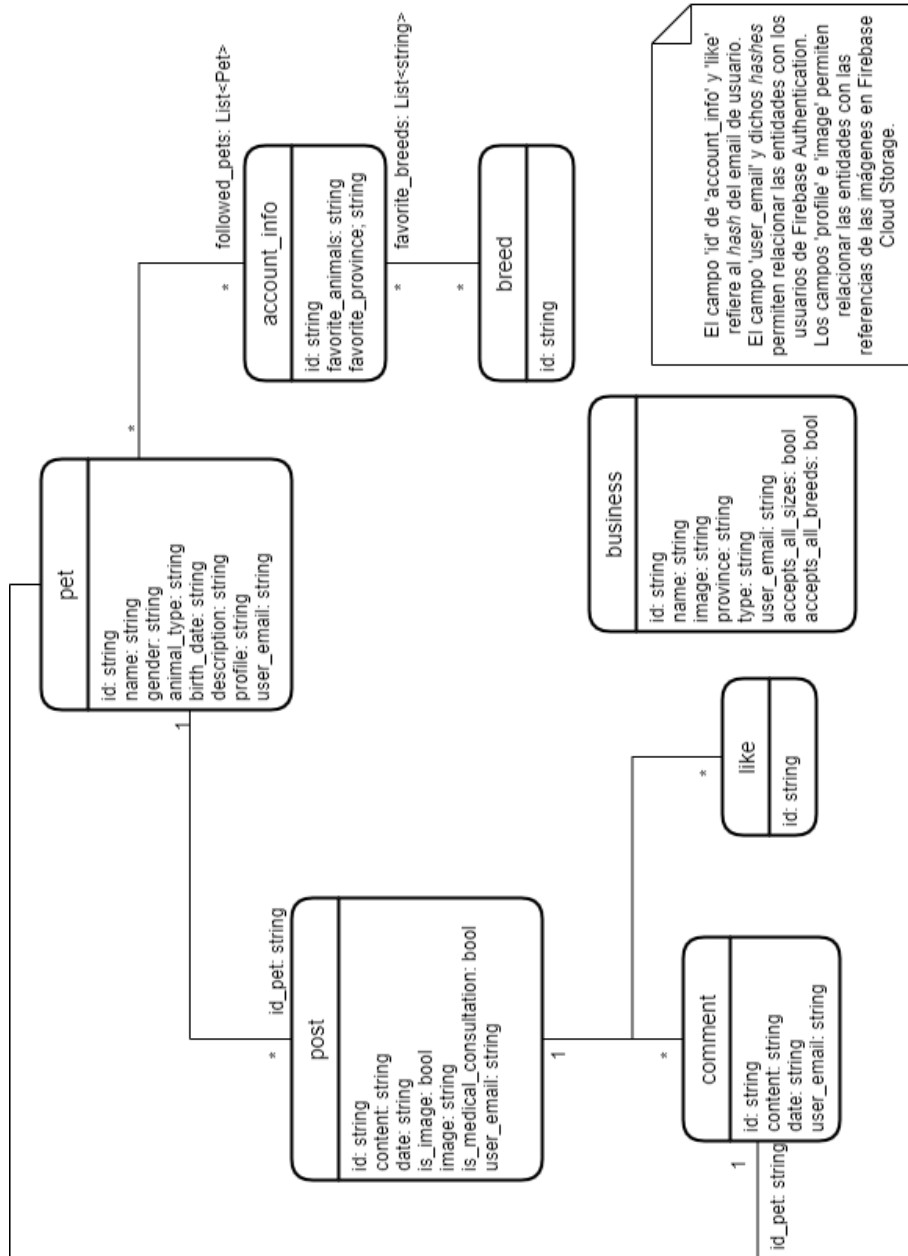 pet
id: string
name: string
gender: string
animal_type: string
birth_date: string
description: string
profile: string
user_email: string
1
*
*
followed_pets: List<Pet>
account_info
id: string
favorite_animals: string
favorite_province; string
*
favorite_breeds: List<string>
*
breed
id: string
id_pet: string
*
post
id: string
content: string
date: string
is_image: bool
image: string
is_medical_consultation: bool
user_email: string
1
*
like
id: string
*
comment
id: string
content: string
date: string
user_email: string
1
id_pet: string
business
id: string
name: string
image: string
province: string
type: string
user_email: string
accepts_all_sizes: bool
accepts_all_breeds: bool
El campo 'id' de 'account_info' y 'like'
refiere al hash del email de usuario.
El campo 'user_email' y dichos hashes
permiten relacionar las entidades con los
usuarios de Firebase Authentication.
Los campos 'profile' e 'image' permiten
relacionar las entidades con las
referencias de las imágenes en Firebase
Cloud Storage.